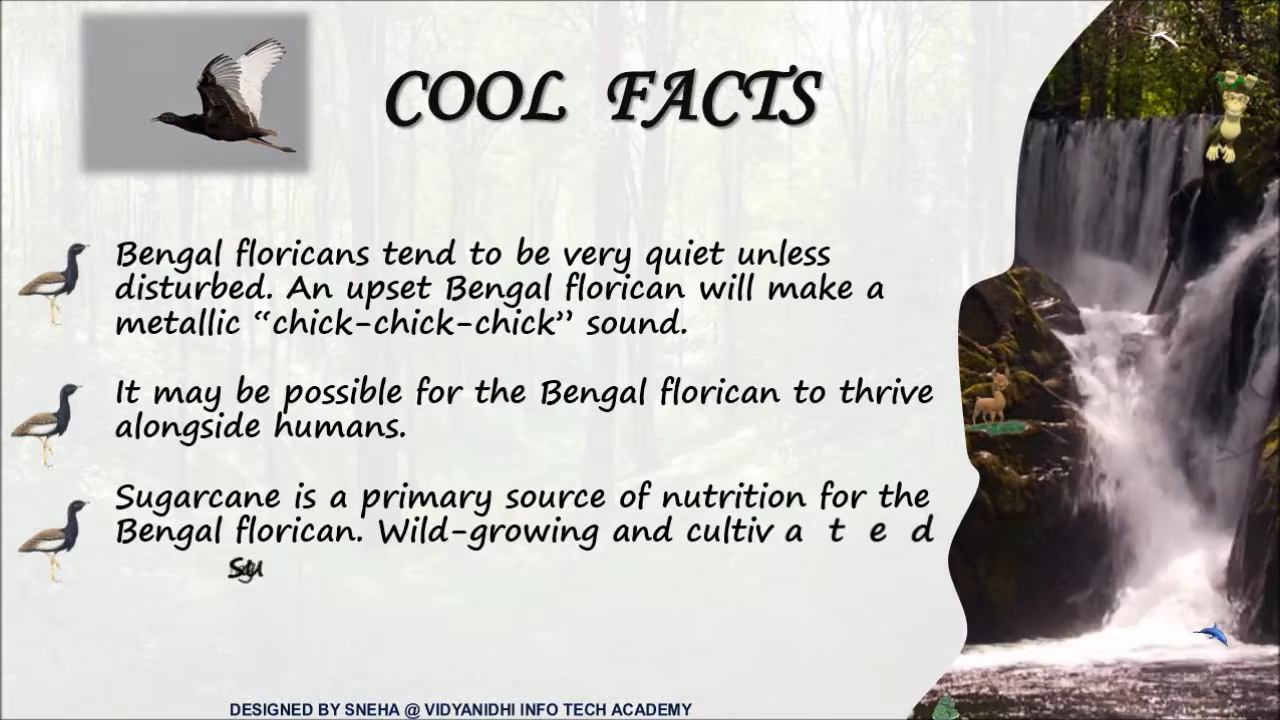 COOL FACTS
Bengal floricans tend to be very quiet unless
disturbed. An upset Bengal florican will make a
metallic “chick-chick-chick” sound.
It may be possible for the Bengal florican to thrive
alongside humans.
Sugarcane is a primary source of nutrition for the
Bengal florican. Wild-growing and cultivated
DESIGNED BY SNEHA @ VIDYANIDHI INFO TECH ACADEMY